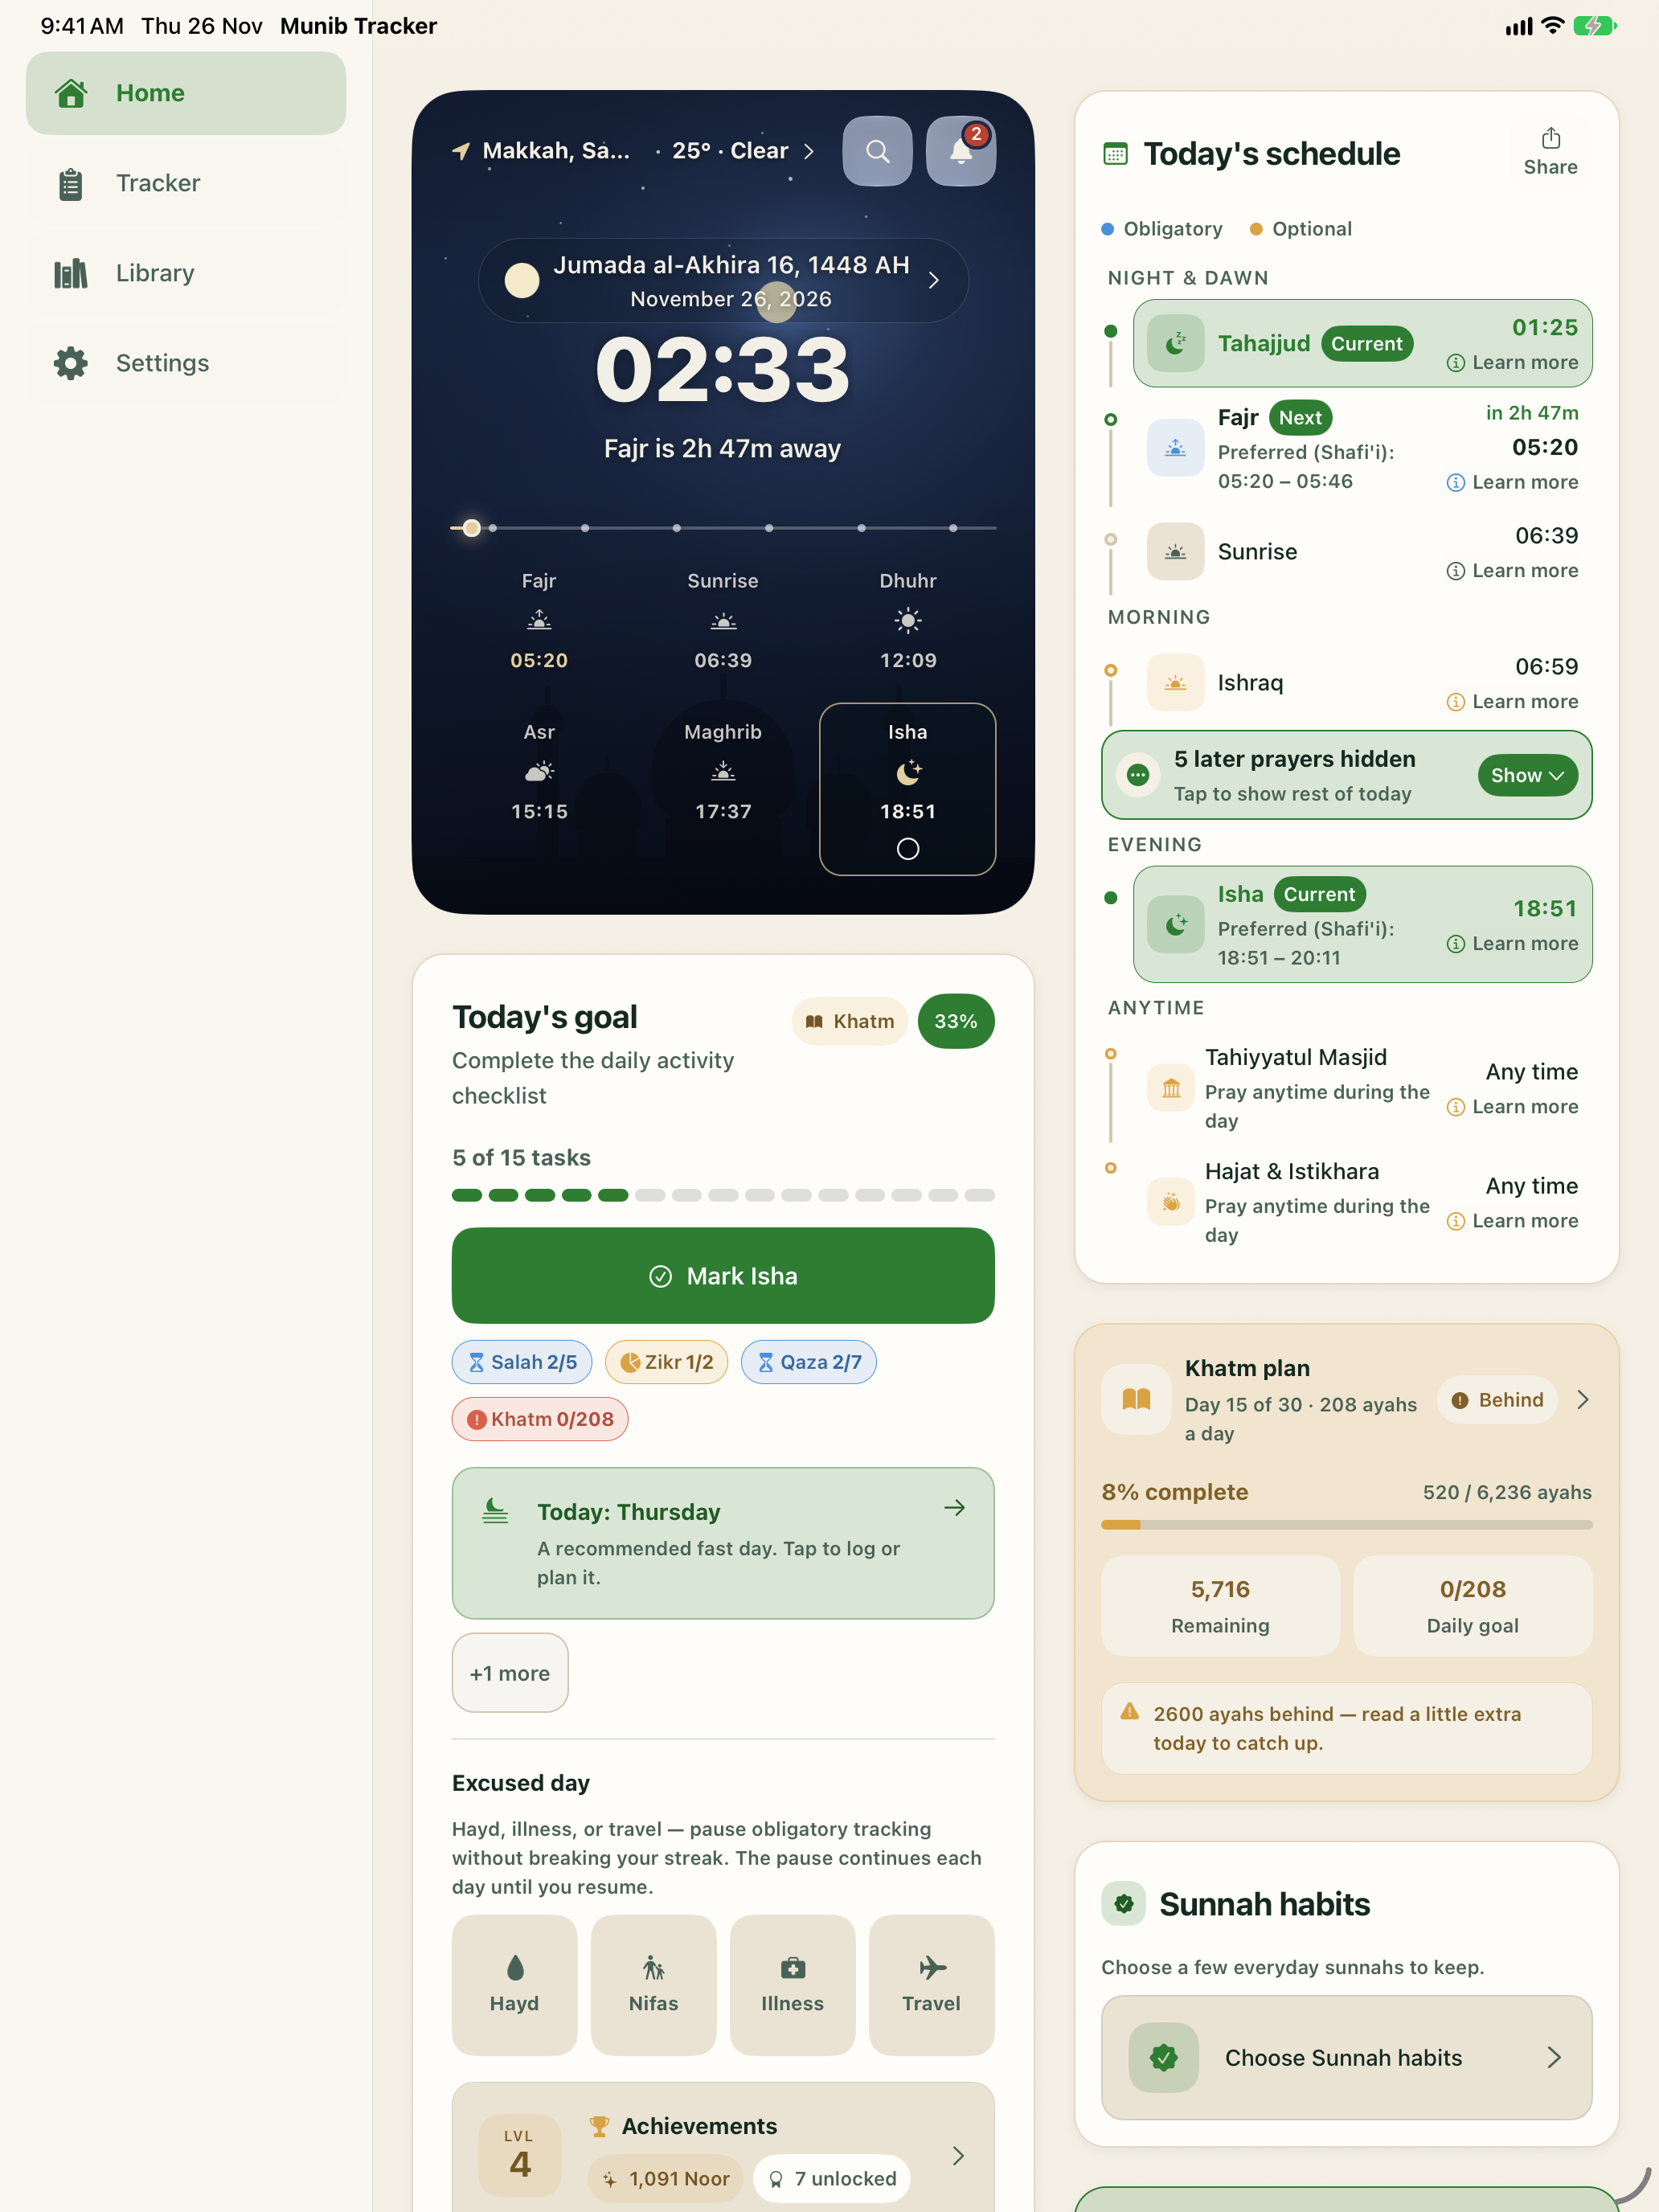 9:41 AM Thu 26 Nov Munib Tracker
Home
Tracker
Library
Settings
Makkah, Sa... · 25° · Clear
2
Jumada al-Akhira 16, 1448 AH
November 26, 2026
02:33
Fajr is 2h 47m away
Fajr Sunrise Dhuhr
05:20 06:39 12:09
Asr Maghrib Isha
15:15 17:37 18:51
Today's goal
Khatm 33%
Complete the daily activity
checklist
5 of 15 tasks
Mark Isha
Salah 2/5 Zikr 1/2 Qaza 2/7
Khatm 0/208
Today: Thursday
A recommended fast day. Tap to log or
plan it.
+1 more
Excused day
Hayd, illness, or travel — pause obligatory tracking
without breaking your streak. The pause continues each
day until you resume.
Hayd Nifas Illness Travel
LVL
4
Achievements
1,091 Noor 7 unlocked
Today's schedule
Share
Obligatory Optional
NIGHT & DAWN
Tahajjud Current 01:25
Learn more
Fajr Next in 2h 47m
Preferred (Shafi'i): 05:20
05:20 – 05:46 Learn more
Sunrise 06:39
Learn more
MORNING
Ishraq 06:59
Learn more
5 later prayers hidden
Tap to show rest of today
Show
EVENING
Isha Current 18:51
Preferred (Shafi'i):
18:51 – 20:11
Learn more
ANYTIME
Tahiyyatul Masjid Any time
Pray anytime during the
day
Learn more
Hajat & Istikhara Any time
Pray anytime during the
day
Learn more
Khatm plan
Day 15 of 30 · 208 ayahs
a day
Behind
8% complete 520 / 6,236 ayahs
5,716 0/208
Remaining Daily goal
2600 ayahs behind — read a little extra
today to catch up.
Sunnah habits
Choose a few everyday sunnahs to keep.
Choose Sunnah habits